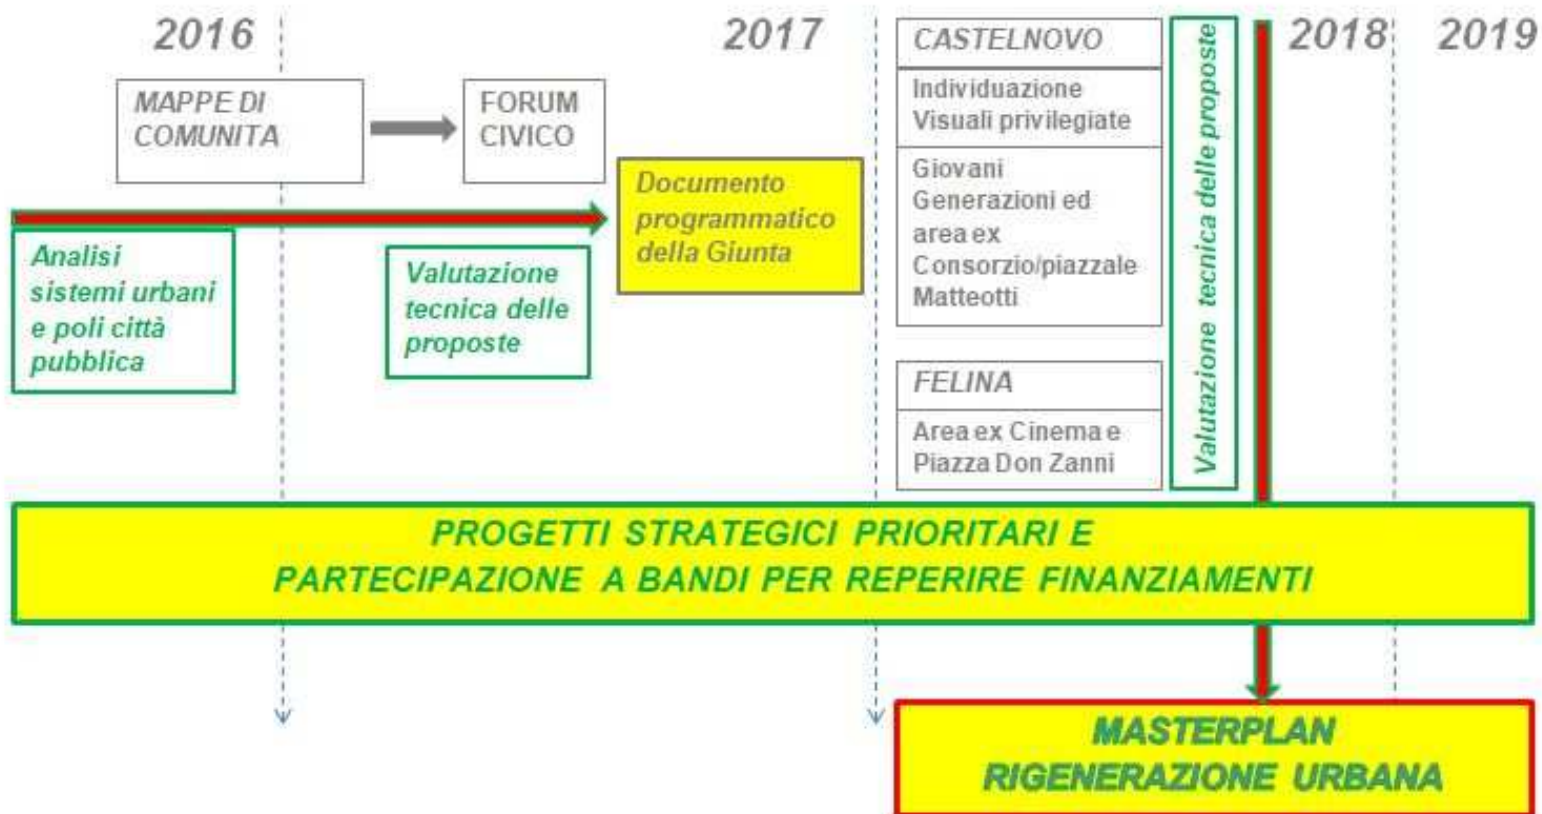 2016
2017
2018
2019
MAPPE DI
COMUNITA
FORUM
CIVICO
Documento
programmatico
della Giunta
Analisi
sistemi urbani
e poli città
pubblica
Valutazione
tecnica delle
proposte
CASTELNOVO
Individuazione
Visuali privilegiate
Giovani
Generazioni ed
area ex
Consorzio/piazzale
Matteotti
FELINA
Area ex Cinema e
Piazza Don Zanni
Valutazione tecnica delle proposte
PROGETTI STRATEGICI PRIORITARI E
PARTECIPAZIONE A BANDI PER REPERIRE FINANZIAMENTI
MASTERPLAN
RIGENERAZIONE URBANA